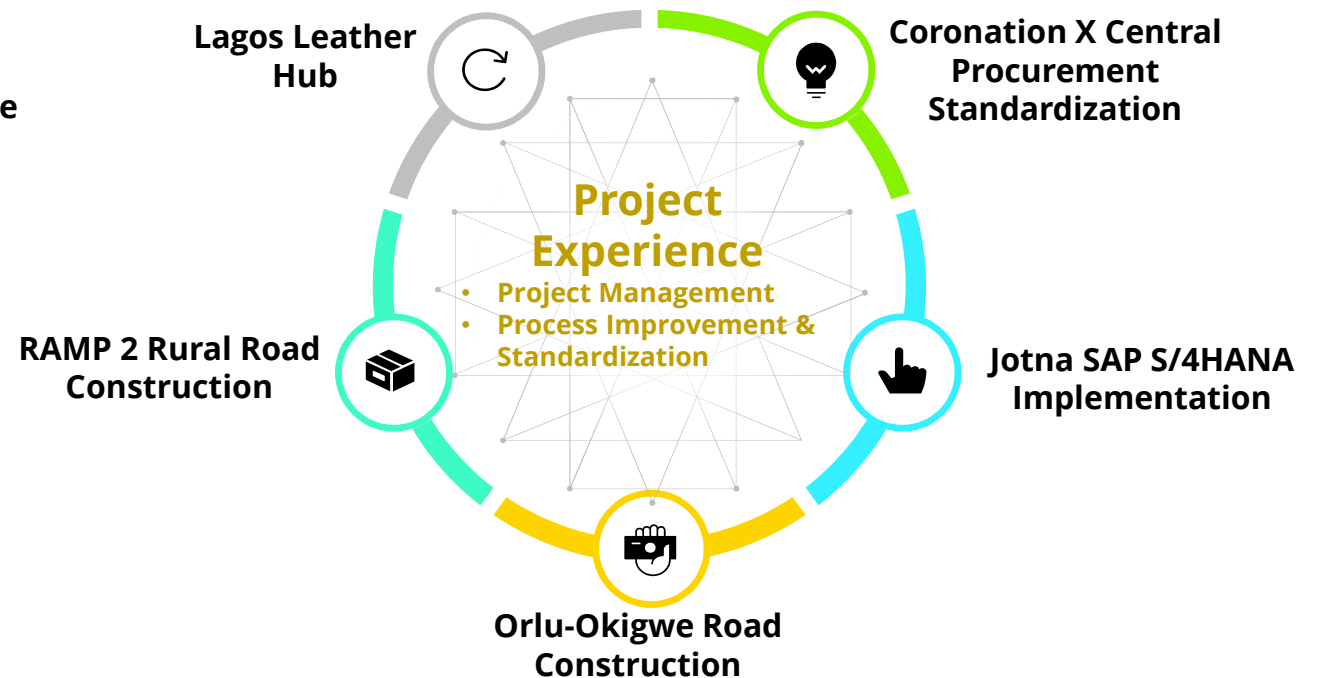 Lagos Leather
Hub
Coronation X Central
Procurement
Standardization
e
Project
Experience
• Project Management
• Process Improvement &
Standardization
RAMP 2 Rural Road
Construction
Jotna SAP S/4HANA
Implementation
Orlu-Okigwe Road
Construction